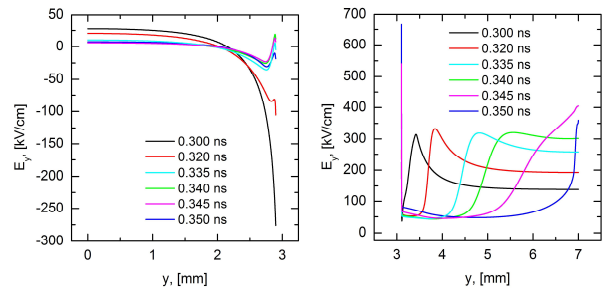 50
0
-50
-100
-150
-200
-250
-300
E_y, [kV/cm]
0.300 ns
0.320 ns
0.335 ns
0.340 ns
0.345 ns
0.350 ns
0 1 2 3
y, [mm]
700
600
500
400
300
200
100
0
E_y, [kV/cm]
0.300 ns
0.320 ns
0.335 ns
0.340 ns
0.345 ns
0.350 ns
3 4 5 6 7
y, [mm]